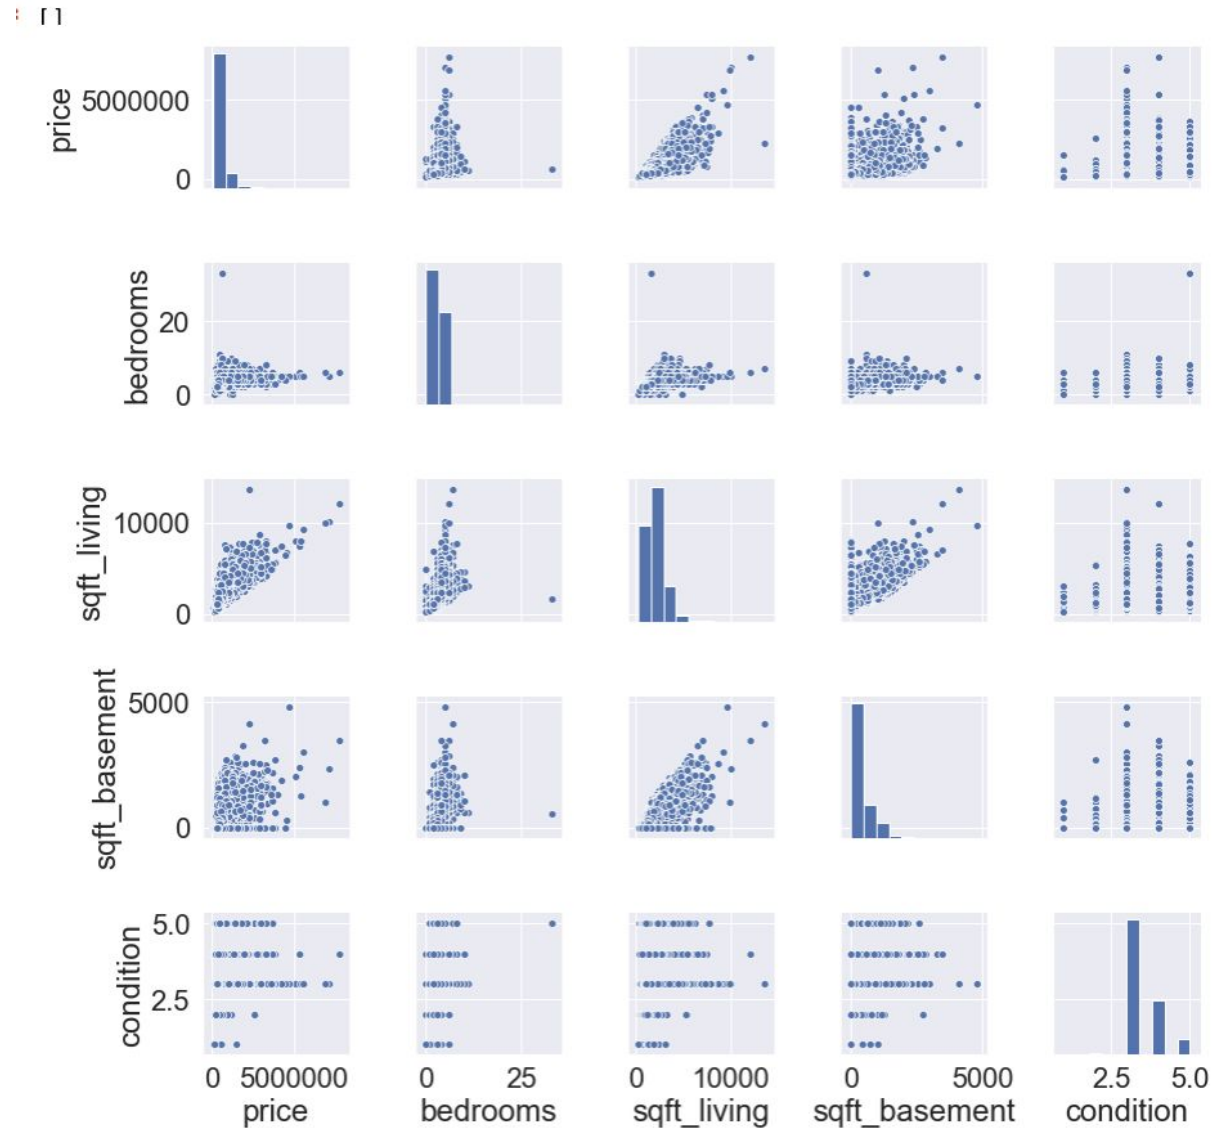 []
price
5000000
0
bedrooms
20
0
sqft_living
10000
0
sqft_basement
5000
0
condition
5.0
2.5
0 5000000 0 25 0 10000 0 5000 2.5 5.0
price bedrooms sqft_living sqft_basement condition